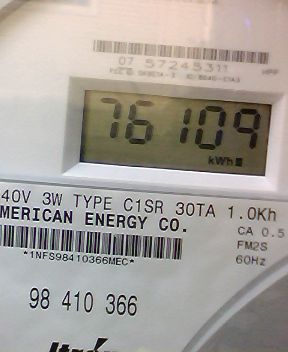 07 57245311
76109
kWh
40V 3W TYPE C1SR 30TA 1.0Kh
MERICAN ENERGY CO.
CA 0.5
FM2S
*1NFS98410366MEC*
60Hz
98 410 366
Itrón